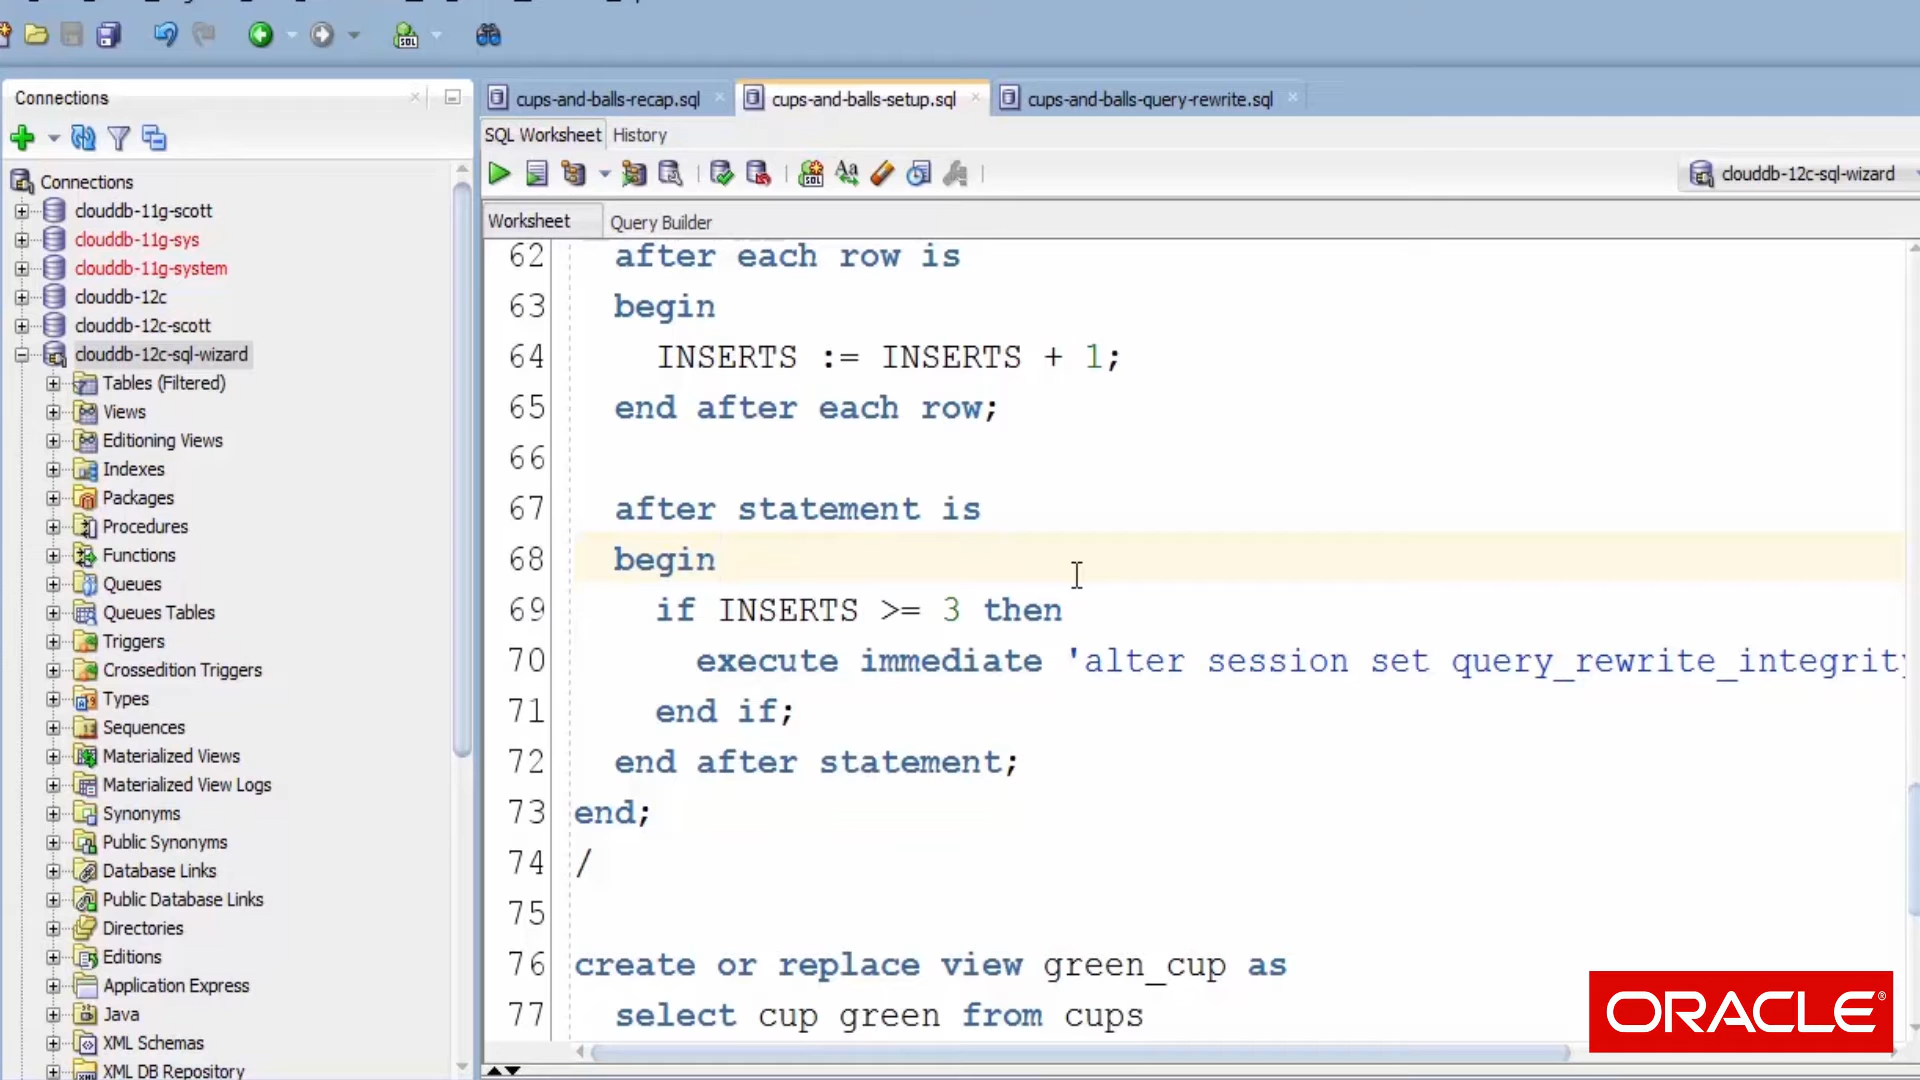 Connections
cups-and-balls-recap.sql
cups-and-balls-setup.sql
cups-and-balls-query-rewrite.sql
SQL Worksheet
History
clouddb-12c-sql-wizard
Worksheet
Query Builder
Connections
clouddb-11g-scott
clouddb-11g-sys
clouddb-11g-system
clouddb-12c
clouddb-12c-scott
clouddb-12c-sql-wizard
Tables (Filtered)
Views
Editioning Views
Indexes
Packages
Procedures
Functions
Queues
Queues Tables
Triggers
Crossedition Triggers
Types
Sequences
Materialized Views
Materialized View Logs
Synonyms
Public Synonyms
Database Links
Public Database Links
Directories
Editions
Application Express
Java
XML Schemas
XML DB Repository
62 after each row is
63 begin
64 INSERTS := INSERTS + 1;
65 end after each row;
66
67 after statement is
68 begin
69 if INSERTS >= 3 then
70 execute immediate 'alter session set query_rewrite_integrity
71 end if;
72 end after statement;
73 end;
74 /
75
76 create or replace view green_cup as
77 select cup green from cups
ORACLE®